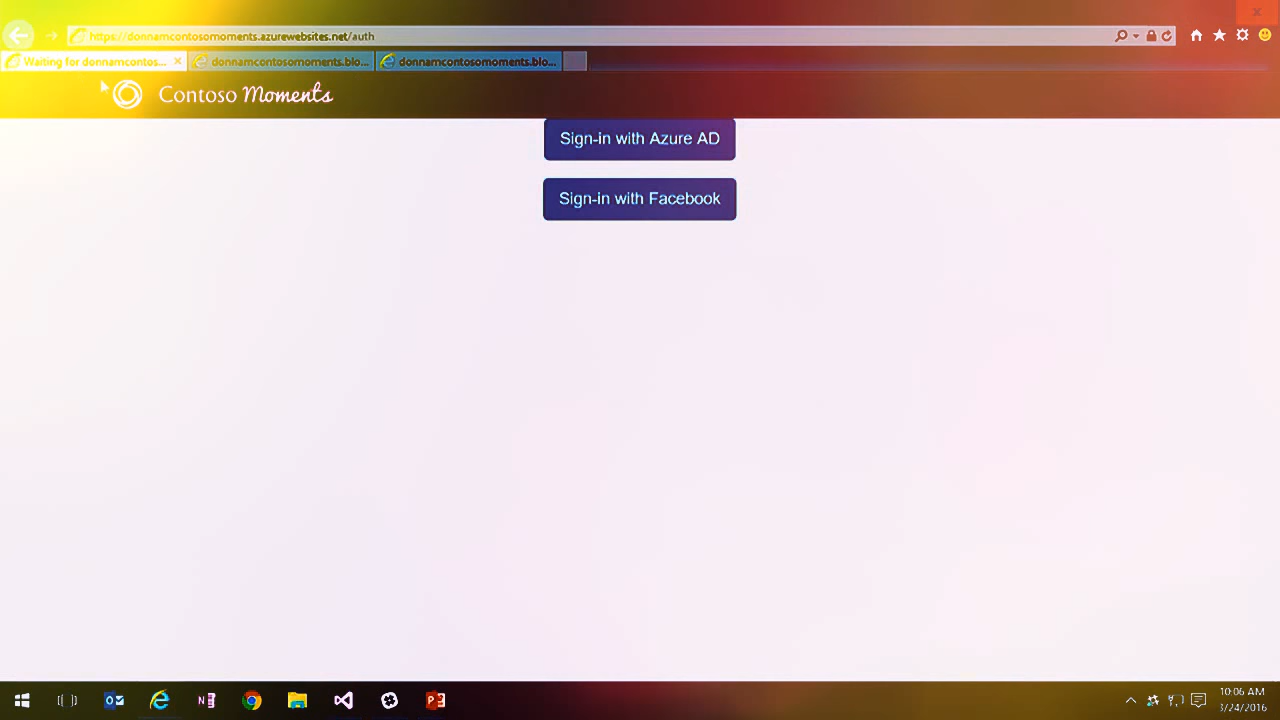 https://donnamcontosomoments.azurewebsites.net/auth
Waiting for donnamcontos... donnamcontosomoments.blo... donnamcontosomoments.blo...
Contoso Moments
Sign-in with Azure AD
Sign-in with Facebook
10:06 AM
3/24/2016